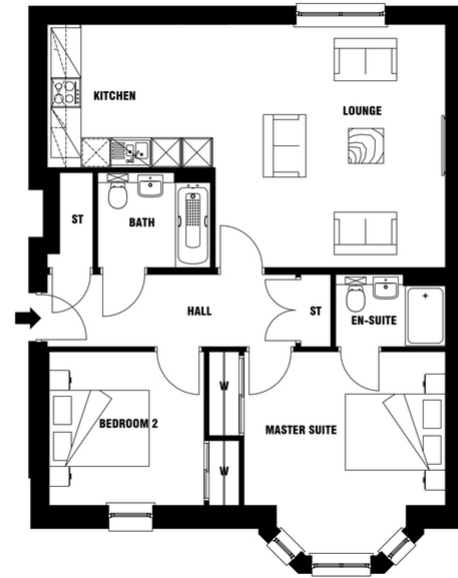 KITCHEN
LOUNGE
ST
BATH
HALL
ST
EN-SUITE
W
BEDROOM 2
MASTER SUITE
W